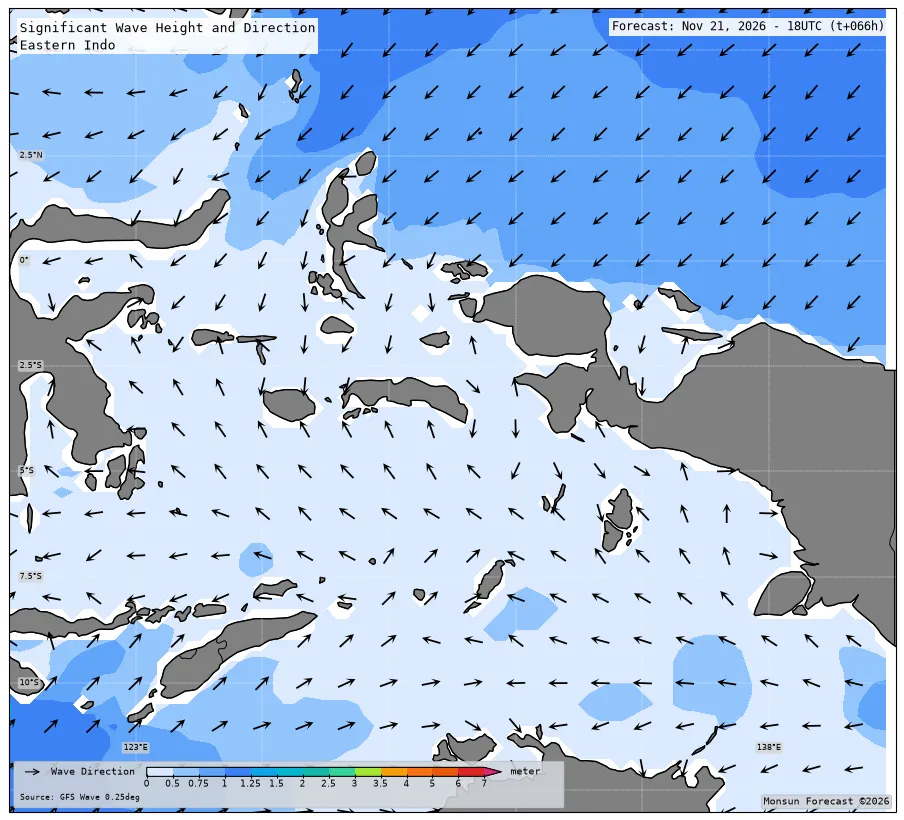 Significant Wave Height and Direction
Eastern Indo
Forecast: Nov 21, 2026 - 18UTC (t+066h)
2.5°N
0°
2.5°S
5°S
7.5°S
10°S
123°E
138°E
Wave Direction
meter
0 0.5 0.75 1 1.25 1.5 2 2.5 3 3.5 4 5 6 7
Source: GFS Wave 0.25deg
Monsun Forecast ©2026